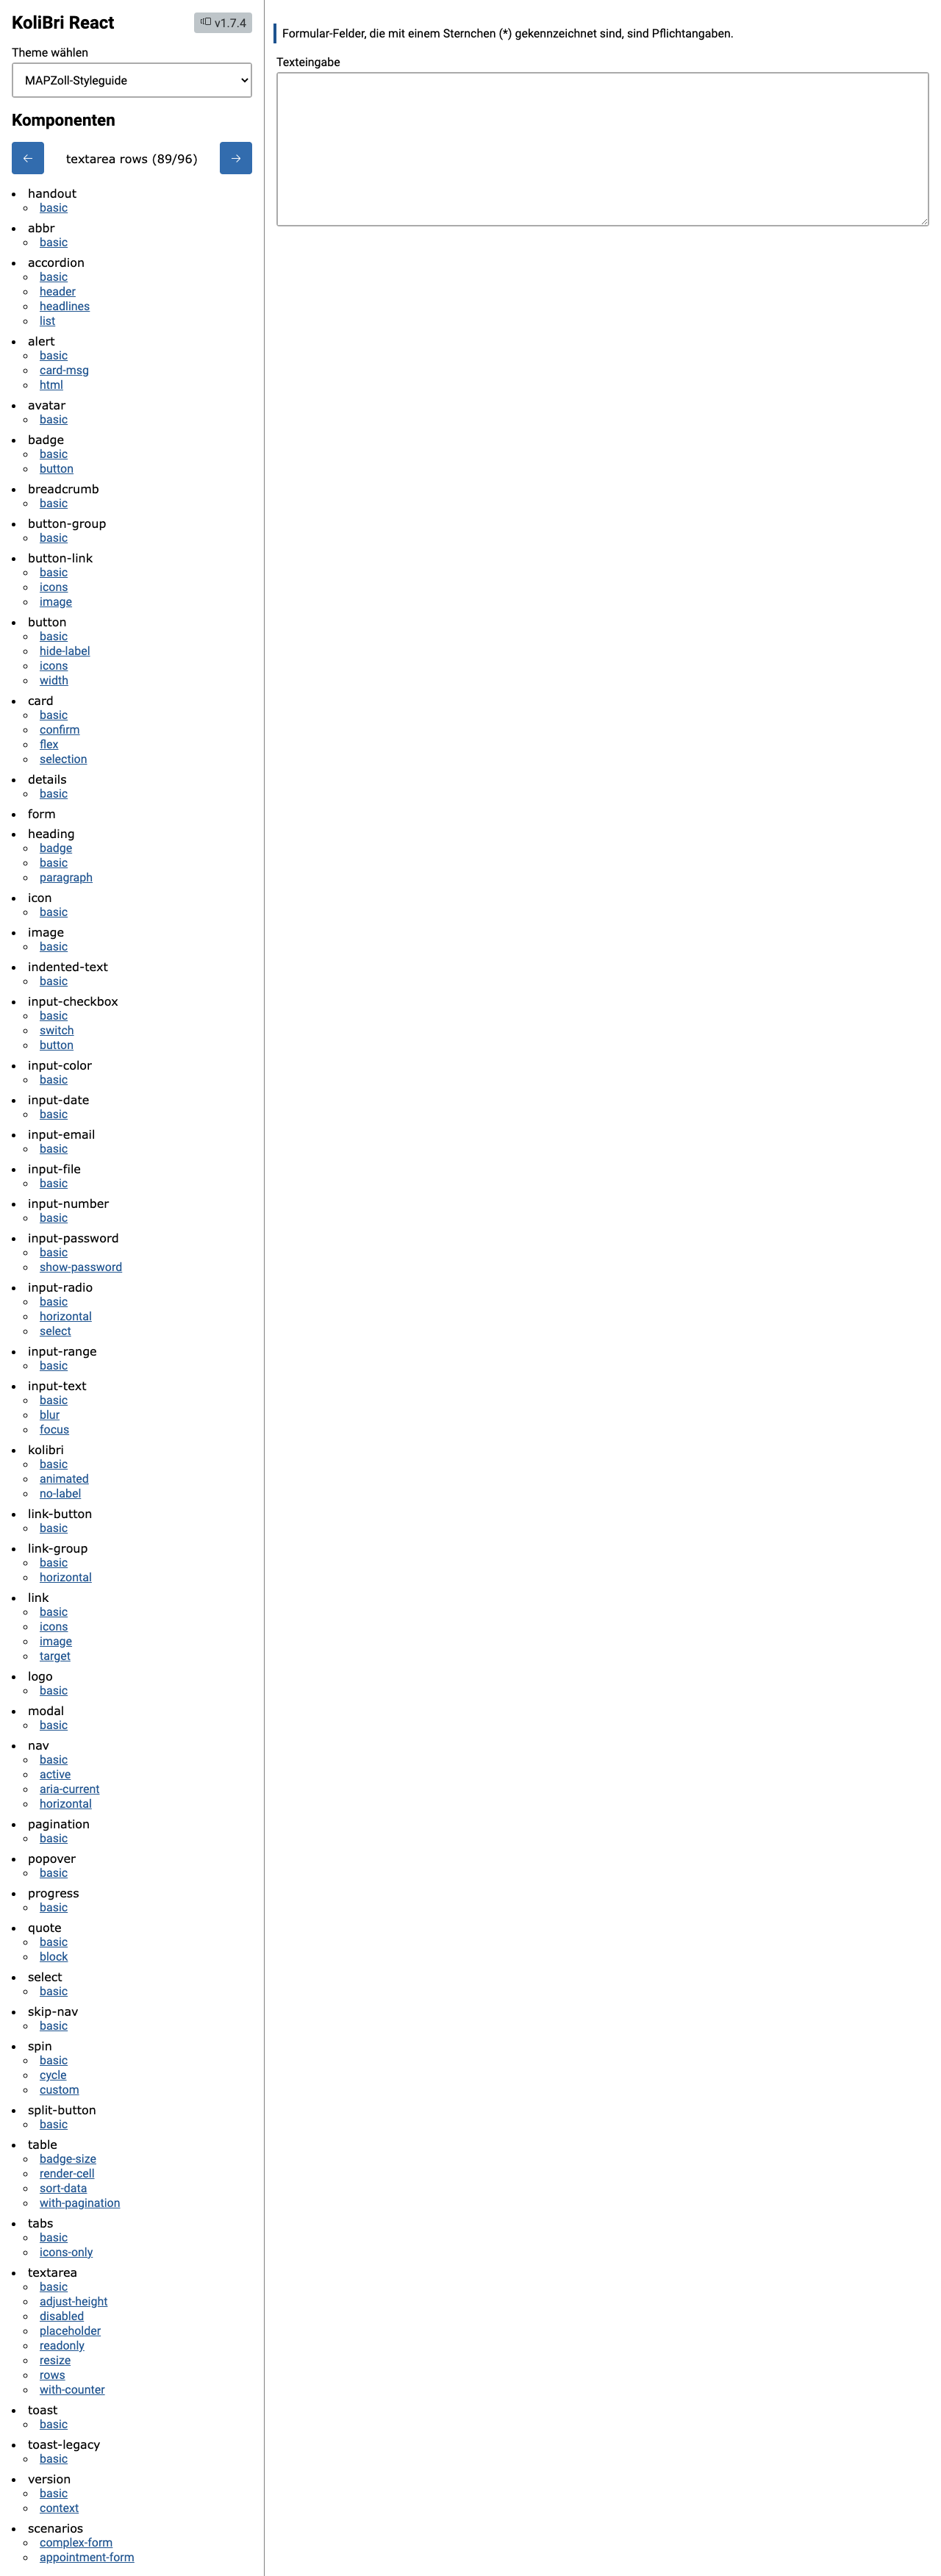 KoliBri React
v1.7.4
Theme wählen
MAPZoll-Styleguide
Komponenten
← textarea rows (89/96) →
handout
basic
abbr
basic
accordion
basic
header
headlines
list
alert
basic
card-msg
html
avatar
basic
badge
basic
button
breadcrumb
basic
button-group
basic
button-link
basic
icons
image
button
basic
hide-label
icons
width
card
basic
confirm
flex
selection
details
basic
form
heading
badge
basic
paragraph
icon
basic
image
basic
indented-text
basic
input-checkbox
basic
switch
button
input-color
basic
input-date
basic
input-email
basic
input-file
basic
input-number
basic
input-password
basic
show-password
input-radio
basic
horizontal
select
input-range
basic
input-text
basic
blur
focus
kolibri
basic
animated
no-label
link-button
basic
link-group
basic
horizontal
link
basic
icons
image
target
logo
basic
modal
basic
nav
basic
active
aria-current
horizontal
pagination
basic
popover
basic
progress
basic
quote
basic
block
select
basic
skip-nav
basic
spin
basic
cycle
custom
split-button
basic
table
badge-size
render-cell
sort-data
with-pagination
tabs
basic
icons-only
textarea
basic
adjust-height
disabled
placeholder
readonly
resize
rows
with-counter
toast
basic
toast-legacy
basic
version
basic
context
scenarios
complex-form
appointment-form
Formular-Felder, die mit einem Sternchen (*) gekennzeichnet sind, sind Pflichtangaben.
Texteingabe